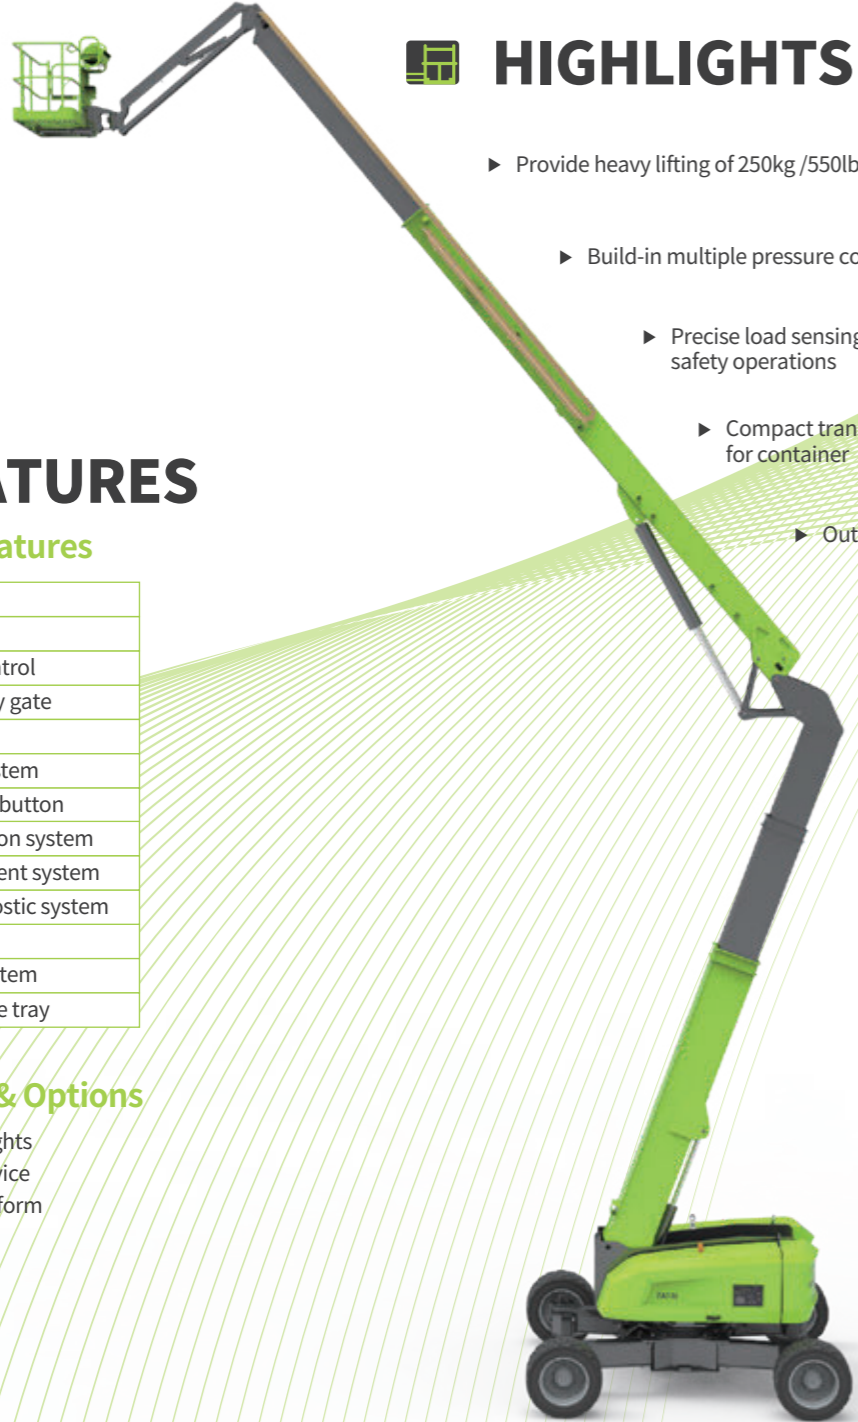 HIGHLIGHTS
▶ Provide heavy lifting of 250kg /550lb
▶ Build-in multiple pressure co
▶ Precise load sensing
safety operations
▶ Compact tran
for container
▶ Out
ATURES
atures
ntrol
y gate
stem
button
on system
ent system
ostic system
stem
e tray
& Options
ghts
vice
form